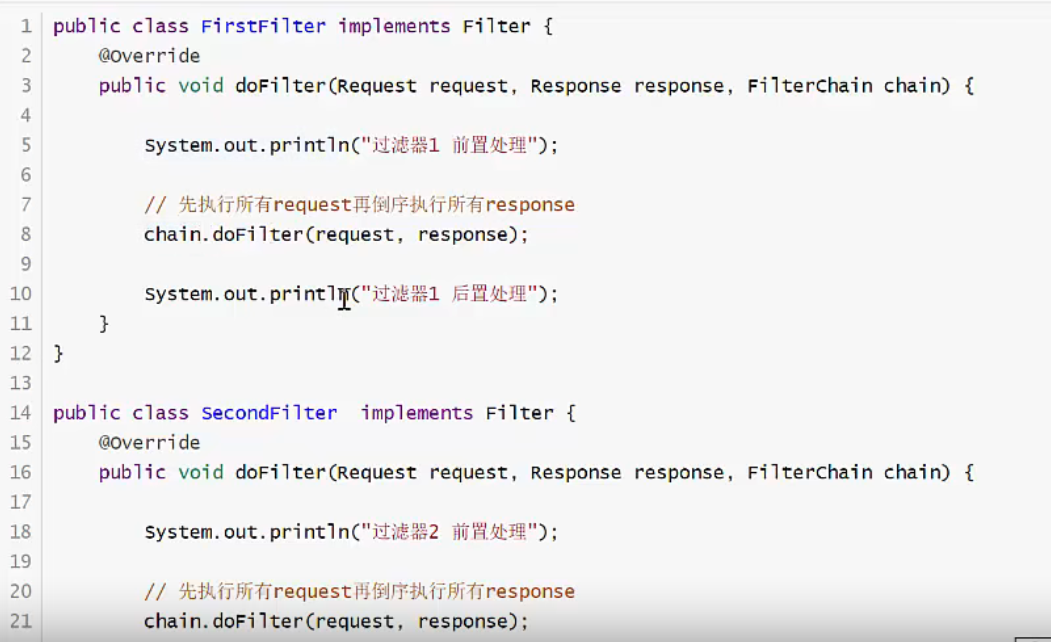 1 public class FirstFilter implements Filter {
2 @Override
3 public void doFilter(Request request, Response response, FilterChain chain) {
4
5 System.out.println("过滤器1 前置处理");
6
7 // 先执行所有request再倒序执行所有response
8 chain.doFilter(request, response);
9
10 System.out.println("过滤器1 后置处理");
11 }
12 }
13
14 public class SecondFilter  implements Filter {
15 @Override
16 public void doFilter(Request request, Response response, FilterChain chain) {
17
18 System.out.println("过滤器2 前置处理");
19
20 // 先执行所有request再倒序执行所有response
21 chain.doFilter(request, response);